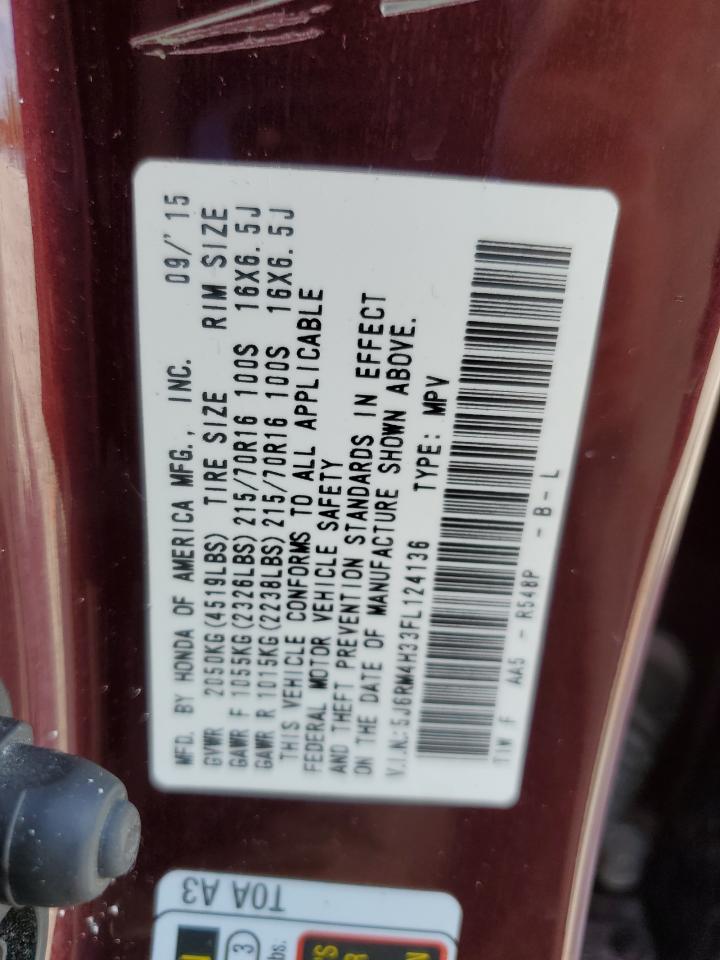 MFD. BY HONDA OF AMERICA MFG., INC. 09/'15
GVWR 2050KG(4519LBS) TIRE SIZE RIM SIZE
GAWR F 1055KG(2326LBS)215/70R16 100S 16X6.5J
GAWR R 1015KG(2238LBS)215/70R16 100S 16X6.5J
THIS VEHICLE CONFORMS TO ALL APPLICABLE
FEDERAL MOTOR VEHICLE SAFETY
AND THEFT PREVENTION STANDARDS IN EFFECT
ON THE DATE OF MANUFACTURE SHOWN ABOVE.
V.I.N.:5J6RM4H33FL124136 TYPE: MPV
TIW F AA5 - R548P - B - L
T0A A3
3
lbs.